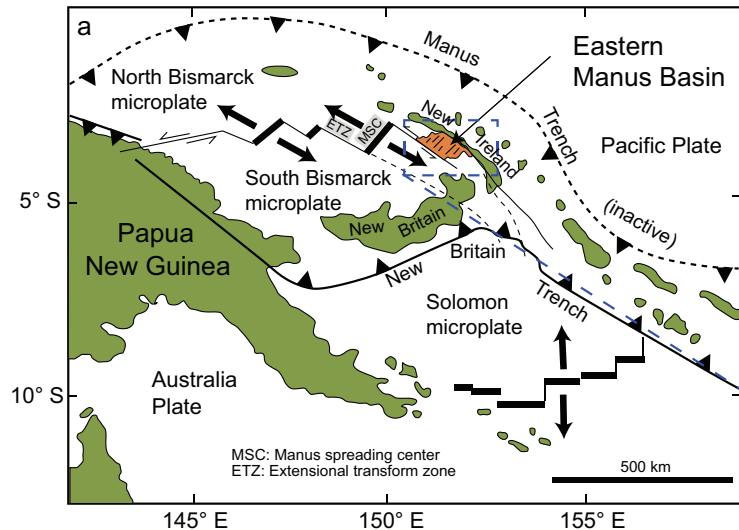 a
Manus
Trench
(inactive)
Eastern
Manus Basin
North Bismarck
microplate
New
Ireland
Pacific Plate
ETZ
MSC
South Bismarck
microplate
5° S
New Britain
Papua
New Guinea
New
Britain
Trench
Solomon
microplate
Australia
Plate
10° S
MSC: Manus spreading center
ETZ: Extensional transform zone
500 km
145° E
150° E
155° E